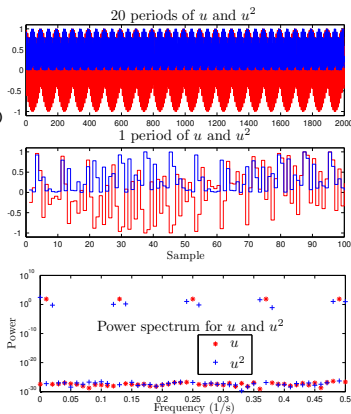 20 periods of u and u²
1
0.5
0
-0.5
-1
0 200 400 600 800 1000 1200 1400 1600 1800 2000
)
1 period of u and u²
1
0.5
0
-0.5
-1
0 10 20 30 40 50 60 70 80 90 100
Sample
10¹⁰
10⁰
10⁻¹⁰
10⁻²⁰
10⁻³⁰
Power
Power spectrum for u and u²
u
u²
0 0.05 0.1 0.15 0.2 0.25 0.3 0.35 0.4 0.45 0.5
Frequency (1/s)